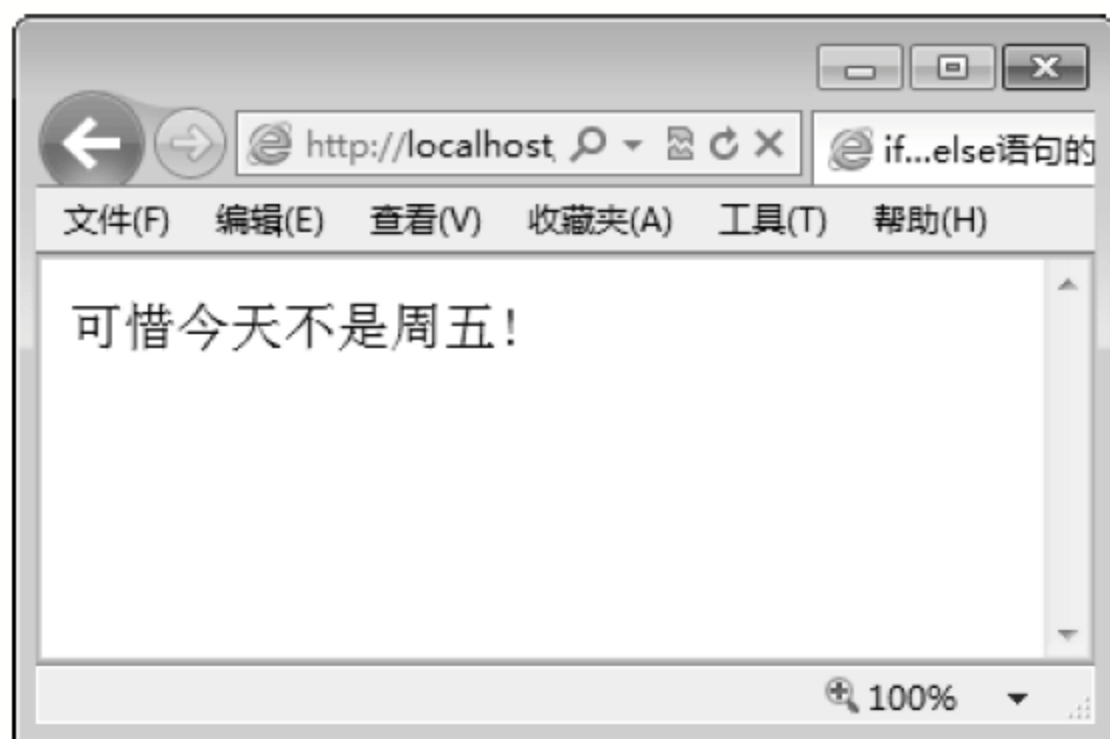 http://localhost, if...else语句的
文件(F) 编辑(E) 查看(V) 收藏夹(A) 工具(T) 帮助(H)
可惜今天不是周五!
100%